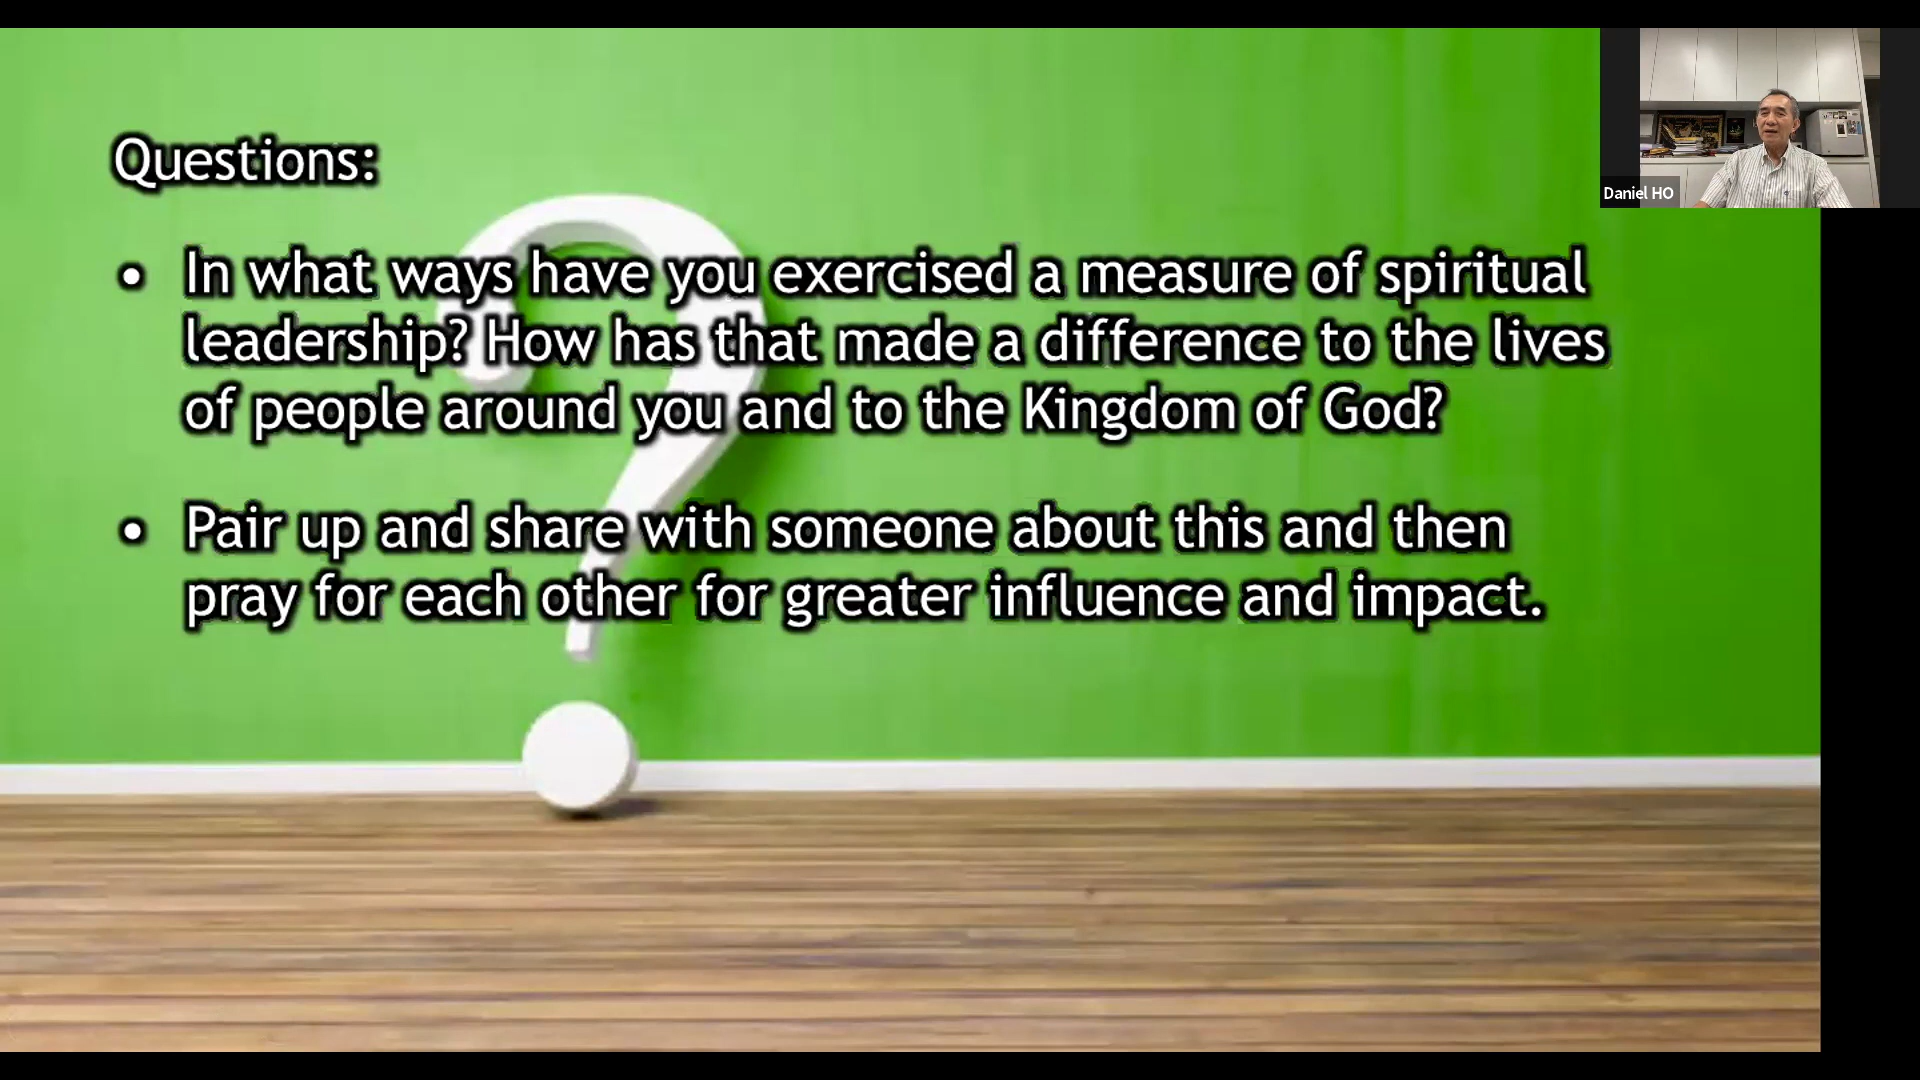 Questions:
• In what ways have you exercised a measure of spiritual
leadership? How has that made a difference to the lives
of people around you and to the Kingdom of God?
• Pair up and share with someone about this and then
pray for each other for greater influence and impact.
Daniel HO